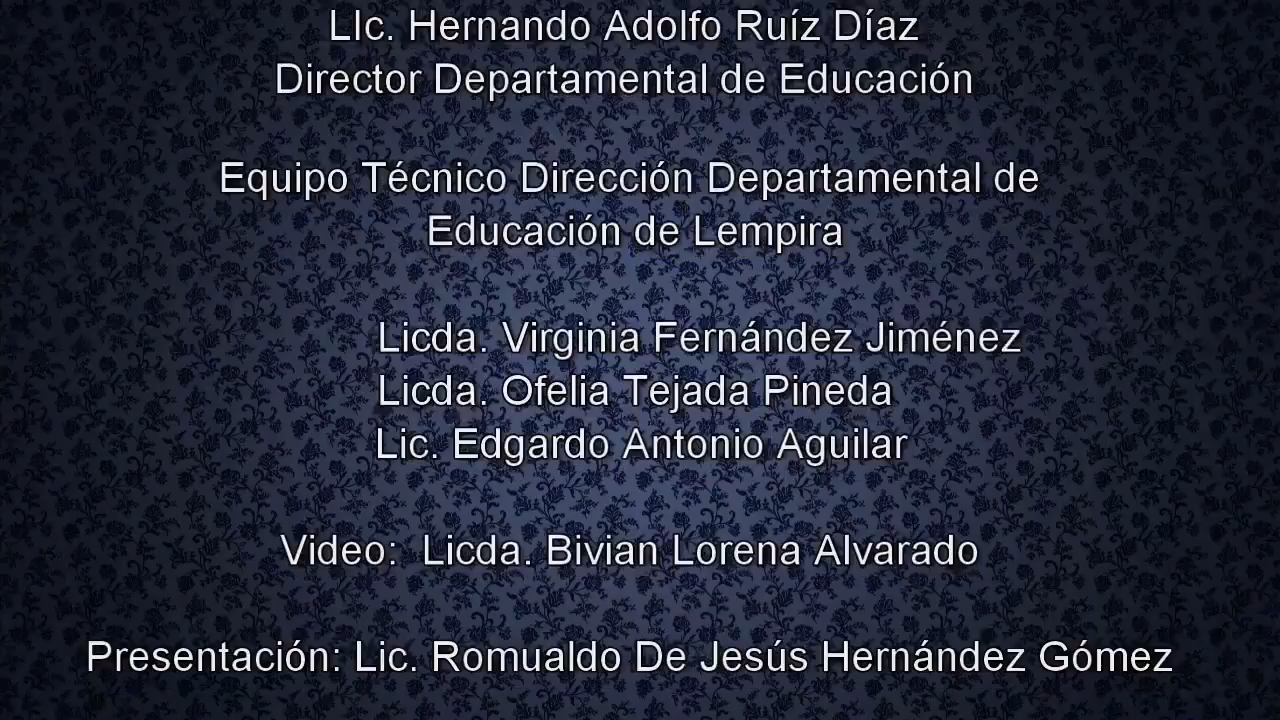 LIc. Hernando Adolfo Ruíz Díaz
Director Departamental de Educación
Equipo Técnico Dirección Departamental de
Educación de Lempira
Licda. Virginia Fernández Jiménez
Licda. Ofelia Tejada Pineda
Lic. Edgardo Antonio Aguilar
Video: Licda. Bivian Lorena Alvarado
Presentación: Lic. Romualdo De Jesús Hernández Gómez